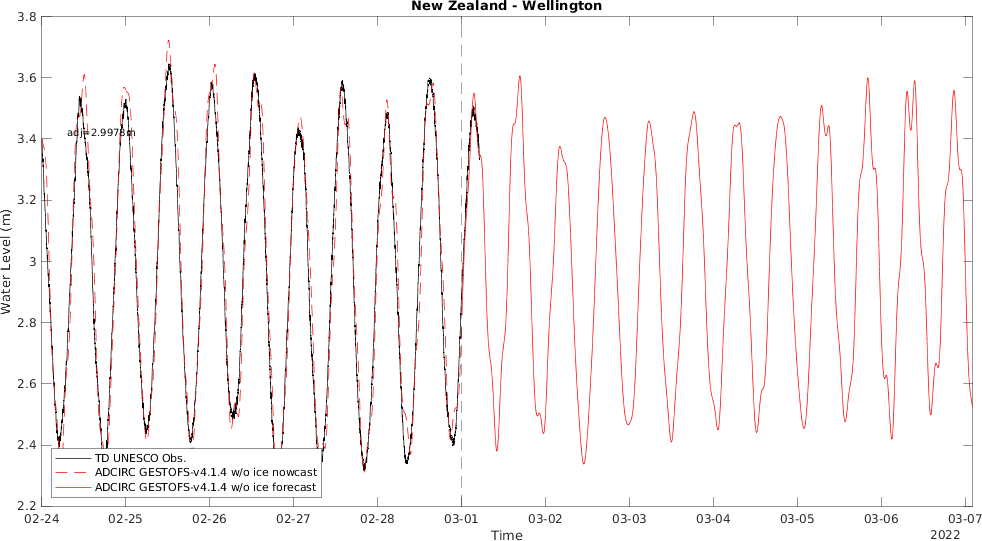 New Zealand - Wellington
3.8
3.6
3.4
3.2
3
2.8
2.6
2.4
2.2
Water Level (m)
adj=2.9978m
TD UNESCO Obs.
ADCIRC GESTOFS-v4.1.4 w/o ice nowcast
ADCIRC GESTOFS-v4.1.4 w/o ice forecast
02-24 02-25 02-26 02-27 02-28 03-01 03-02 03-03 03-04 03-05 03-06 03-07
Time
2022